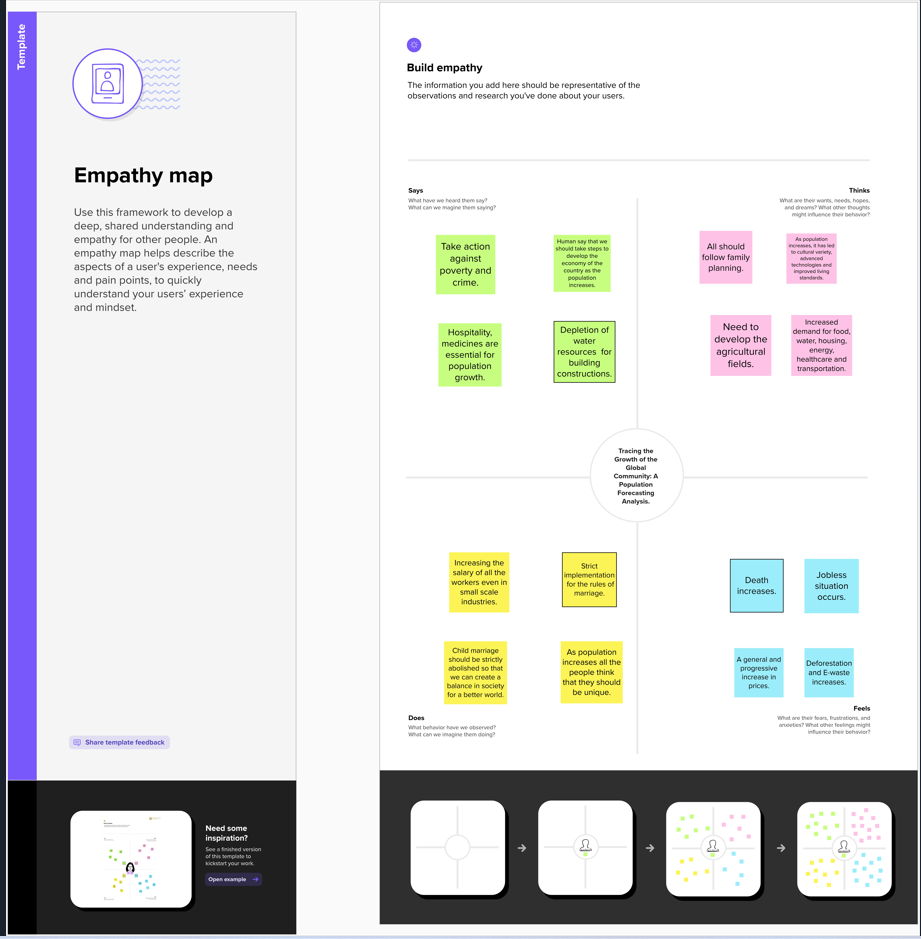 Template
Empathy map
Use this framework to develop a
deep, shared understanding and
empathy for other people. An
empathy map helps describe the
aspects of a user's experience, needs
and pain points, to quickly
understand your users' experience
and mindset.
Share template feedback
Need some
inspiration?
See a finished version
of this template to
kickstart your work.
Open example
Build empathy
The information you add here should be representative of the
observations and research you've done about your users.
Says
What have we heard them say?
What can we magine them saying?
Thinks
What are their wants, needs, hopes,
and dreams? What other thoughts
might influence their behavior?
Take action
against
poverty and
crime.
Human say that we
should take steps to
develop the
economy of the
country as the
population
increases.
All should
follow family
planning.
As population
increases, it has led
to cultural variety,
advanced
technologies and
improved living
standards.
Hospitality,
medicines are
essential for
population
growth.
Depletion of
water
resources for
building
constructions.
Need to
develop the
agricultural
fields.
Increased
demand for food,
water, housing,
energy,
healthcare and
transportation.
Tracing the
Growth of the
Global
Community: A
Population
Forecasting
Analysis.
Increasing the
salary of all the
workers even in
small scale
industries.
Strict
implementation
for the rules of
marriage.
Death
increases.
Jobless
situation
occurs.
Child marriage
should be strictly
abolished so that
we can create a
balance in society
for a better world.
As population
increases all the
people think
that they should
be unique.
A general and
progressive
increase in
prices.
Deforestation
and E-waste
increases.
Does
What behavior have we observed?
What can we imagine them doing?
Feels
What are their fears, frustrations, and
anxieties? What other feelings might
influence their behavior?